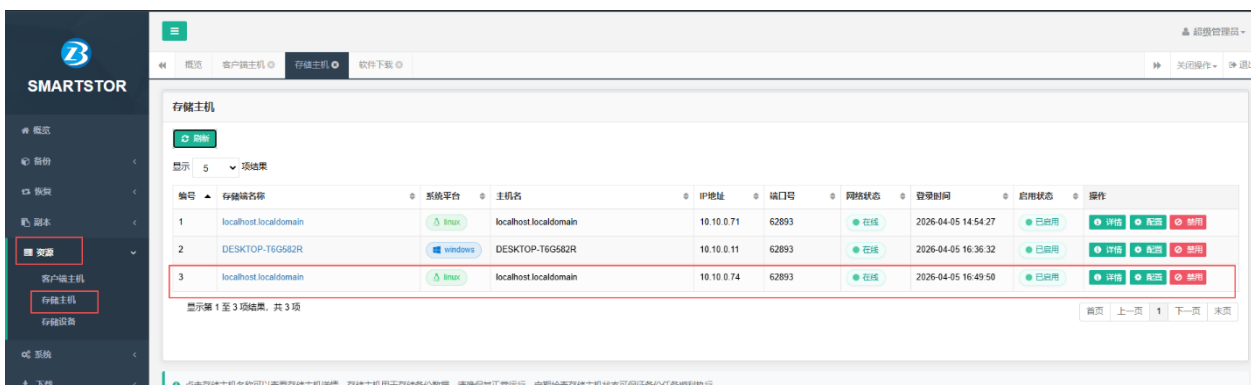 超级管理员
SMARTSTOR
概览 客户端主机 存储主机 软件下载 关闭操作
存储主机
概览
刷新
备份
显示 5 项结果
恢复
编号 存储端名称 系统平台 主机名 IP地址 端口号 网络状态 登录时间 启用状态 操作
副本
1 localhost.localdomain linux localhost.localdomain 10.10.0.71 62893 在线 2026-04-05 14:54:27 已启用 详情 配置 禁用
资源
2 DESKTOP-T6G582R windows DESKTOP-T6G582R 10.10.0.11 62893 在线 2026-04-05 16:36:32 已启用 详情 配置 禁用
客户端主机
3 localhost.localdomain linux localhost.localdomain 10.10.0.74 62893 在线 2026-04-05 16:49:50 已启用 详情 配置 禁用
存储主机
显示第 1 至 3 项结果，共 3 项
首页 上一页 1 下一页 末页
存储设备
系统
下载